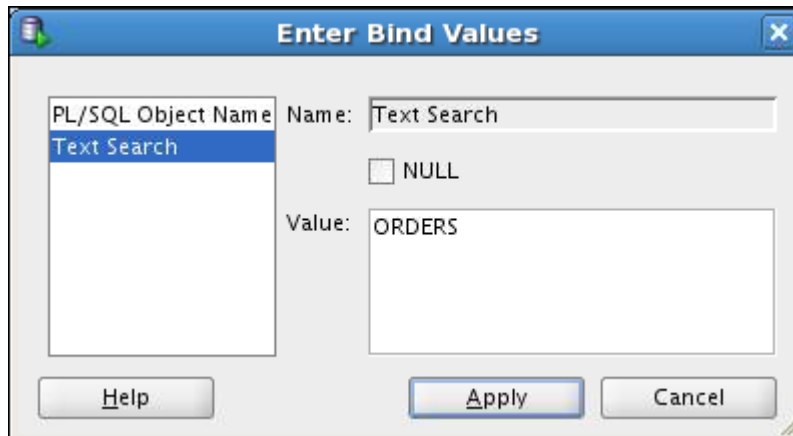 Enter Bind Values
PL/SQL Object Name
Text Search
Name: Text Search
NULL
Value: ORDERS
Help
Apply
Cancel